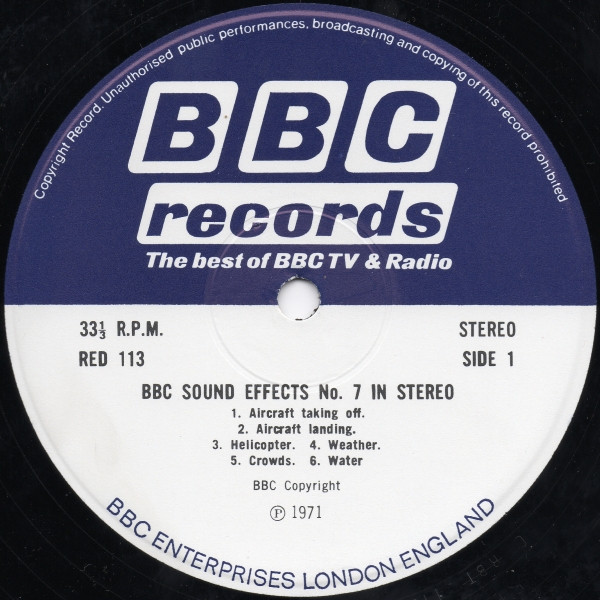 Copyright Record. Unauthorised public performances, broadcasting and copying of this record prohibited
BBC
records
The best of BBC TV & Radio
33⅓ R.P.M.
STEREO
RED 113
SIDE 1
BBC SOUND EFFECTS No. 7 IN STEREO
1. Aircraft taking off.
2. Aircraft landing.
3. Helicopter. 4. Weather.
5. Crowds. 6. Water
BBC Copyright
℗ 1971
BBC ENTERPRISES LONDON ENGLAND